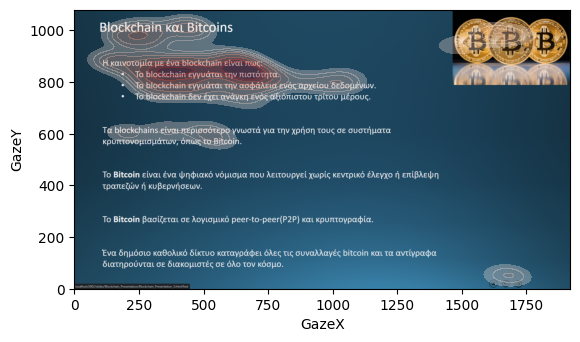 Blockchain και Bitcoins
Η καινοτομία με ένα blockchain είναι πως:
• Το blockchain εγγυάται την πιστότητα.
• Το blockchain εγγυάται την ασφάλεια ενός αρχείου δεδομένων.
• Το blockchain δεν έχει ανάγκη ενός αξιόπιστου τρίτου μέρους.
Τα blockchains είναι περισσότερο γνωστά για την χρήση τους σε συστήματα
κρυπτονομισμάτων, όπως το Bitcoin.
Το Bitcoin είναι ένα ψηφιακό νόμισμα που λειτουργεί χωρίς κεντρικό έλεγχο ή επίβλεψη
τραπεζών ή κυβερνήσεων.
Το Bitcoin βασίζεται σε λογισμικό peer-to-peer(P2P) και κρυπτογραφία.
Ένα δημόσιο καθολικό δίκτυο καταγράφει όλες τις συναλλαγές bitcoin και τα αντίγραφα
διατηρούνται σε διακομιστές σε όλο τον κόσμο.
GazeY
1000
800
600
400
200
0
0 250 500 750 1000 1250 1500 1750
GazeX